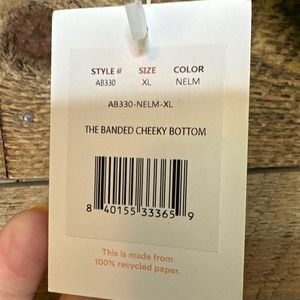 STYLE # SIZE COLOR
AB330 XL NELM
AB330-NELM-XL
THE BANDED CHEEKY BOTTOM
8 40155 33365 9
This is made from
100% recycled paper.